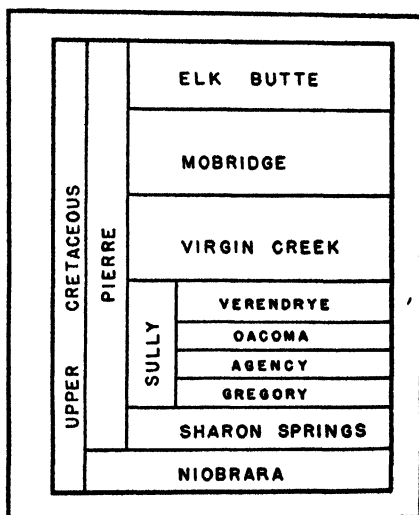 UPPER CRETACEOUS
PIERRE
ELK BUTTE
MOBRIDGE
VIRGIN CREEK
SULLY
VERENDRYE
OACOMA
AGENCY
GREGORY
SHARON SPRINGS
NIOBRARA